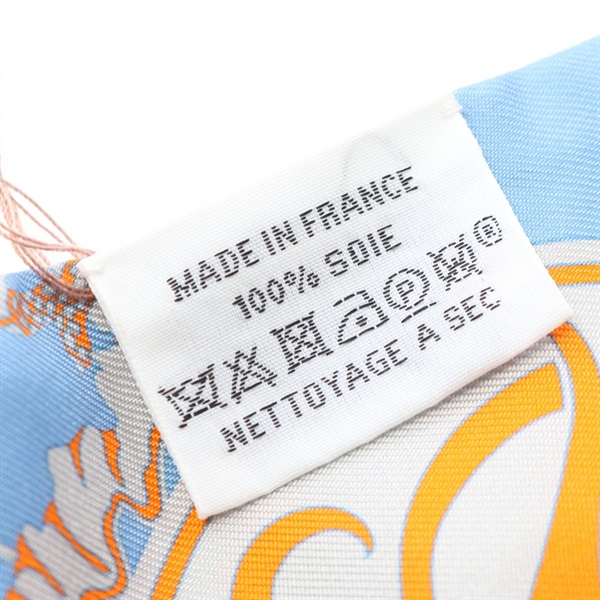 MADE IN FRANCE
100% SOIE
P ®
NETTOYAGE A SEC